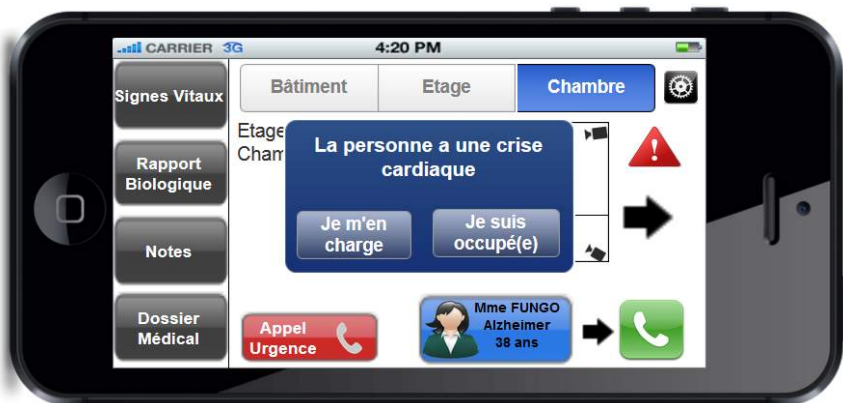 CARRIER 3G 4:20 PM
Signes Vitaux
Bâtiment
Etage
Chambre
Etage
Cham
La personne a une crise
cardiaque
Je m'en
charge
Je suis
occupé(e)
Rapport
Biologique
Notes
Dossier
Médical
Appel
Urgence
Mme FUNGO
Alzheimer
38 ans